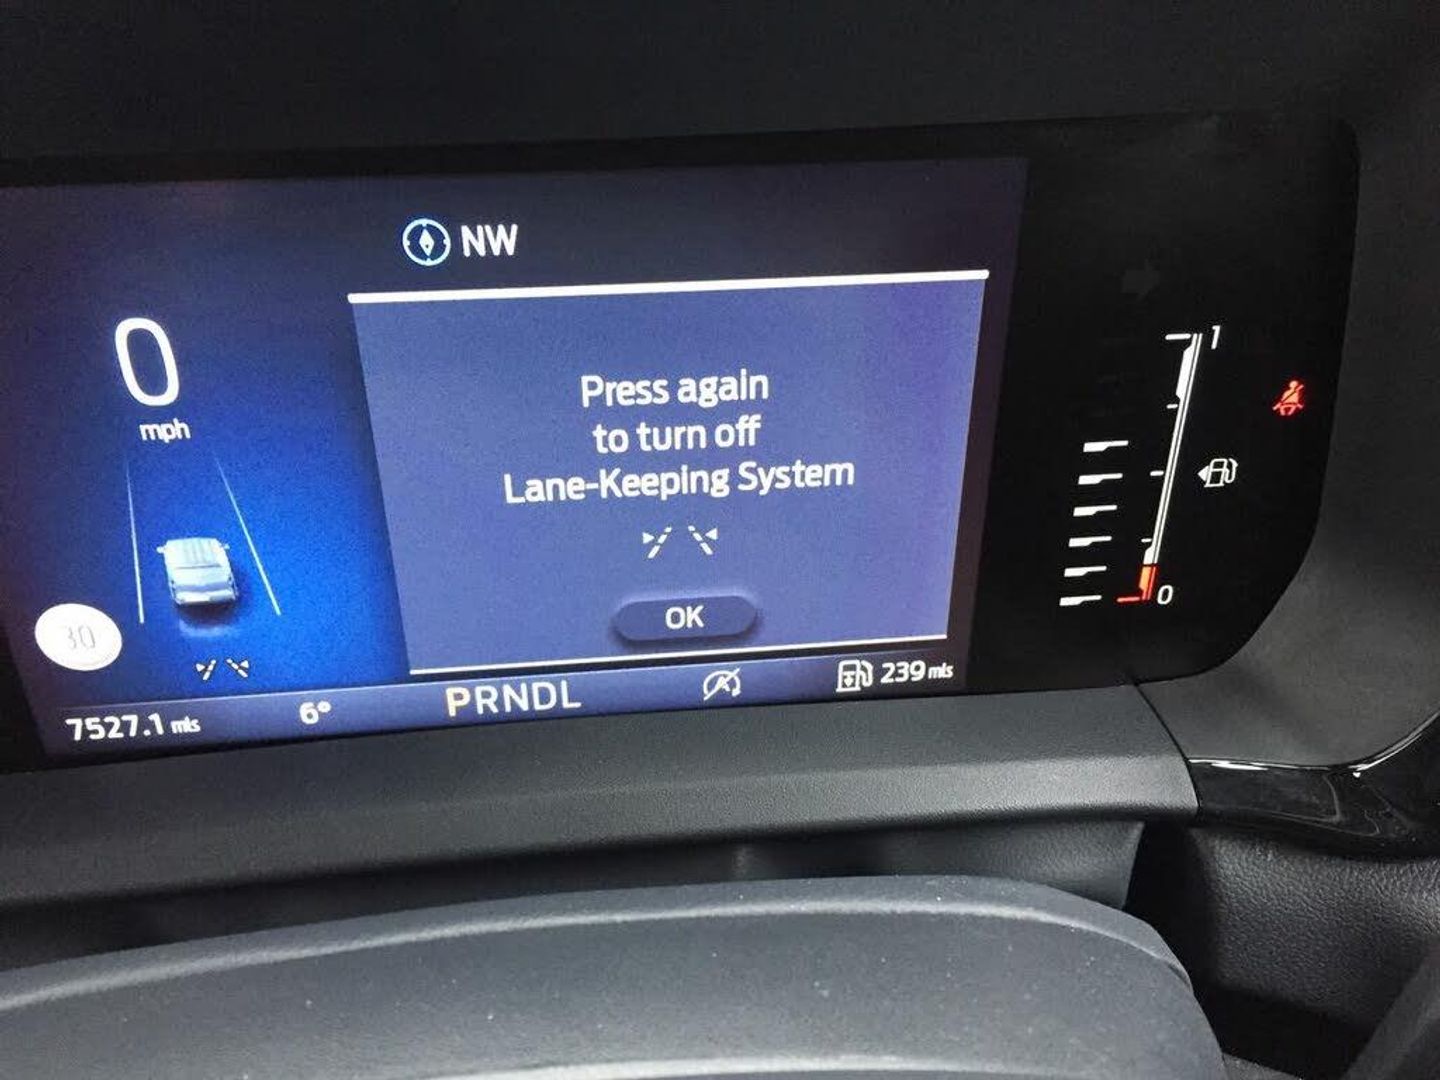 NW
0
mph
Press again
to turn off
Lane-Keeping System
OK
30
7527.1 mls
6°
PRNDL
239 mls
1
0